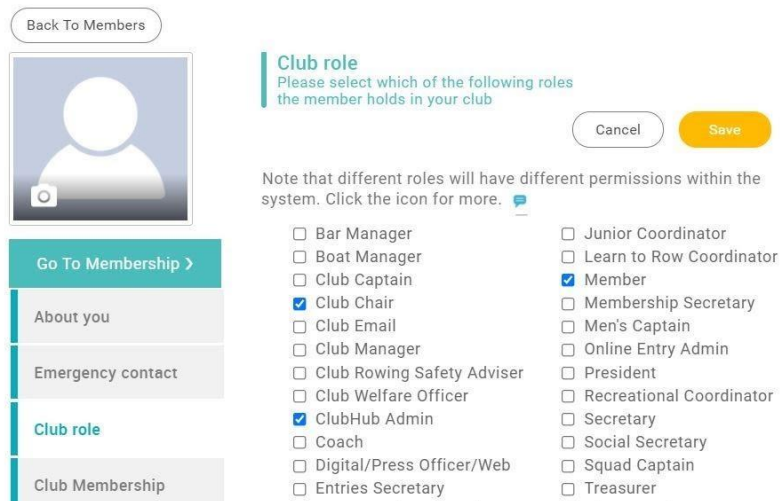 Back To Members
Club role
Please select which of the following roles
the member holds in your club
Cancel
Save
Note that different roles will have different permissions within the
system. Click the icon for more.
Go To Membership >
About you
Emergency contact
Club role
Club Membership
Bar Manager
Boat Manager
Club Captain
Club Chair
Club Email
Club Manager
Club Rowing Safety Adviser
Club Welfare Officer
ClubHub Admin
Coach
Digital/Press Officer/Web
Entries Secretary
Junior Coordinator
Learn to Row Coordinator
Member
Membership Secretary
Men's Captain
Online Entry Admin
President
Recreational Coordinator
Secretary
Social Secretary
Squad Captain
Treasurer